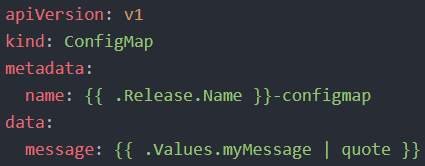 apiVersion: v1
kind: ConfigMap
metadata:
  name: {{ .Release.Name }}-configmap
data:
  message: {{ .Values.myMessage | quote }}